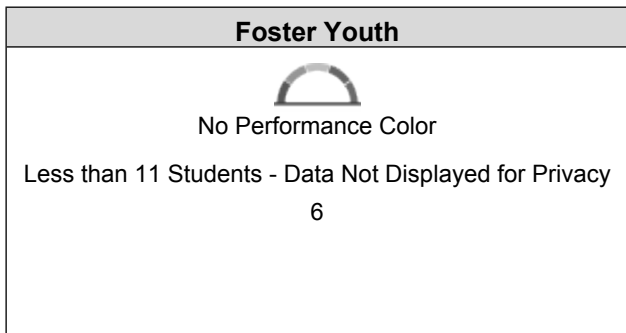 Foster Youth
No Performance Color
Less than 11 Students - Data Not Displayed for Privacy
6